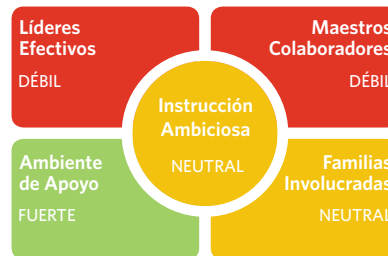 Líderes
Efectivos
DÉBIL
Maestros
Colaboradores
DÉBIL
Instrucción
Ambiciosa
NEUTRAL
Ambiente
de Apoyo
FUERTE
Familias
Involucradas
NEUTRAL